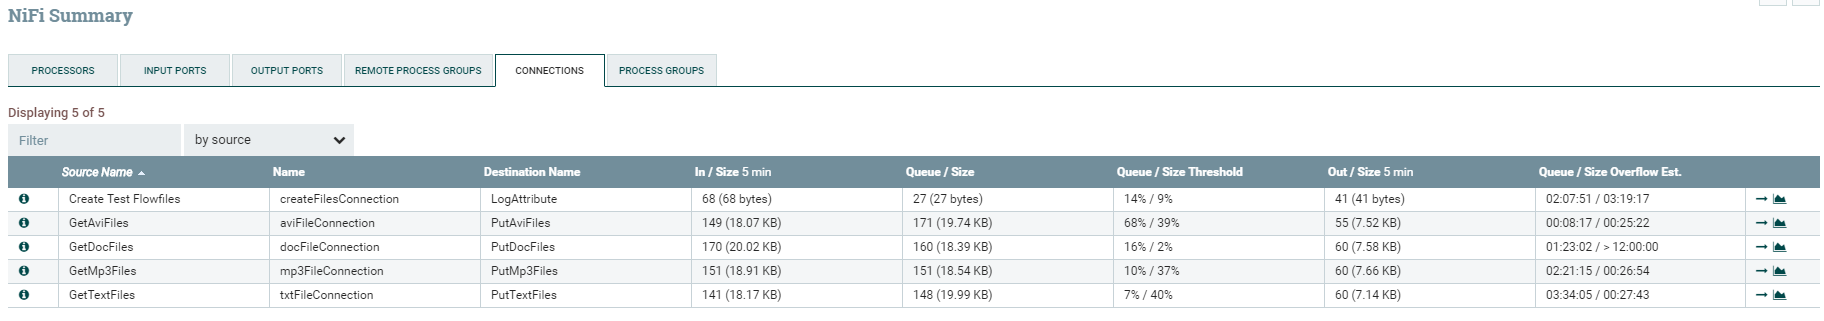 NiFi Summary
PROCESSORS INPUT PORTS OUTPUT PORTS REMOTE PROCESS GROUPS CONNECTIONS PROCESS GROUPS
Displaying 5 of 5
Filter by source
Source Name Name Destination Name In / Size 5 min Queue / Size Queue / Size Threshold Out / Size 5 min Queue / Size Overflow Est.
Create Test Flowfiles createFilesConnection LogAttribute 68 (68 bytes) 27 (27 bytes) 14% / 9% 41 (41 bytes) 02:07:51 / 03:19:17
GetAviFiles aviFileConnection PutAviFiles 149 (18.07 KB) 171 (19.74 KB) 68% / 39% 55 (7.52 KB) 00:08:17 / 00:25:22
GetDocFiles docFileConnection PutDocFiles 170 (20.02 KB) 160 (18.39 KB) 16% / 2% 60 (7.58 KB) 01:23:02 / > 12:00:00
GetMp3Files mp3FileConnection PutMp3Files 151 (18.91 KB) 151 (18.54 KB) 10% / 37% 60 (7.66 KB) 02:21:15 / 00:26:54
GetTextFiles txtFileConnection PutTextFiles 141 (18.17 KB) 148 (19.99 KB) 7% / 40% 60 (7.14 KB) 03:34:05 / 00:27:43